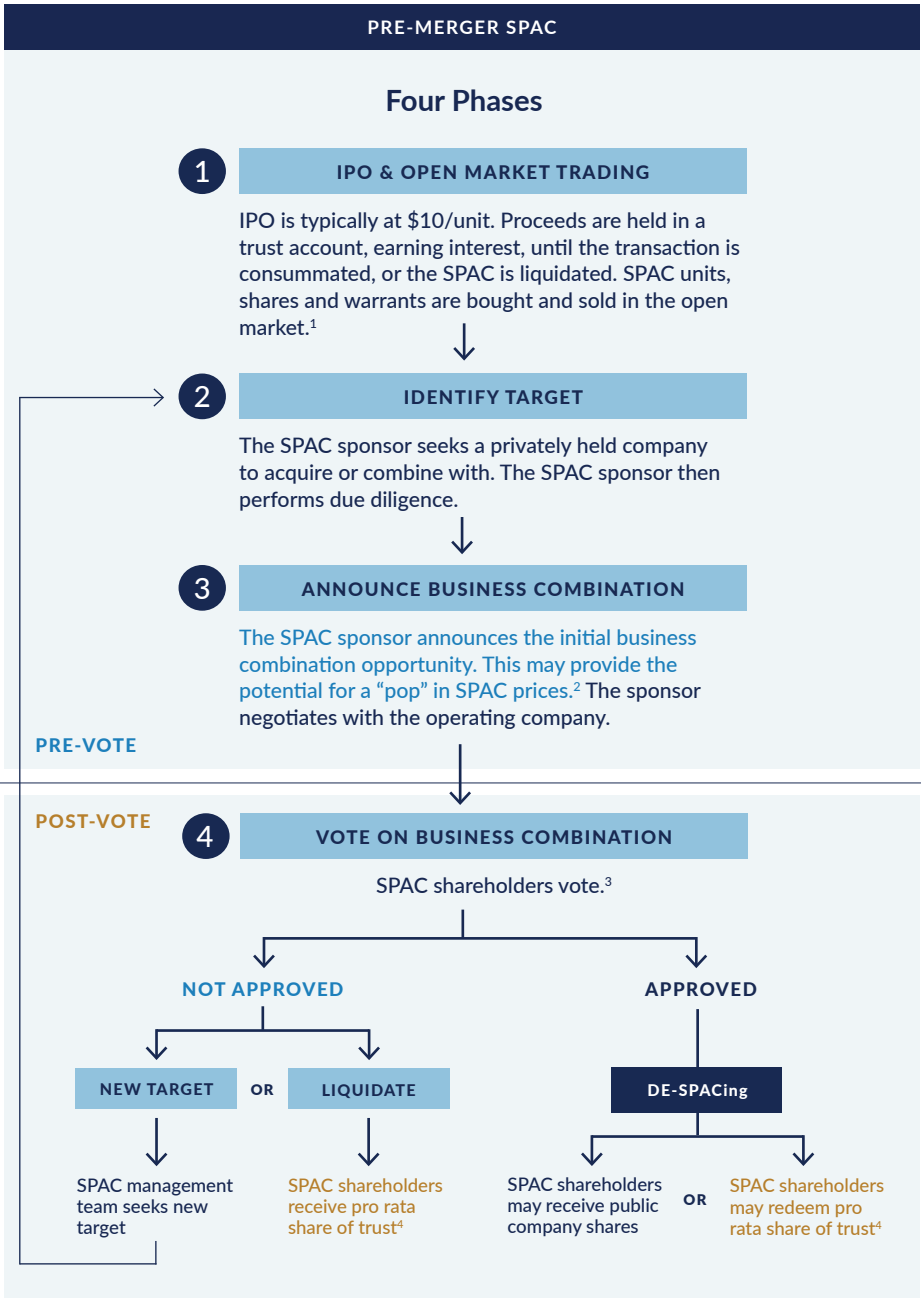 PRE-MERGER SPAC
Four Phases
1
IPO & OPEN MARKET TRADING
IPO is typically at $10/unit. Proceeds are held in a
trust account, earning interest, until the transaction is
consummated, or the SPAC is liquidated. SPAC units,
shares and warrants are bought and sold in the open
market.¹
2
IDENTIFY TARGET
The SPAC sponsor seeks a privately held company
to acquire or combine with. The SPAC sponsor then
performs due diligence.
3
ANNOUNCE BUSINESS COMBINATION
The SPAC sponsor announces the initial business
combination opportunity. This may provide the
potential for a “pop” in SPAC prices.² The sponsor
negotiates with the operating company.
PRE-VOTE
POST-VOTE
4
VOTE ON BUSINESS COMBINATION
SPAC shareholders vote.³
NOT APPROVED
APPROVED
NEW TARGET
OR
LIQUIDATE
DE-SPACing
SPAC management
team seeks new
target
SPAC shareholders
receive pro rata
share of trust⁴
SPAC shareholders
may receive public
company shares
OR
SPAC shareholders
may redeem pro
rata share of trust⁴